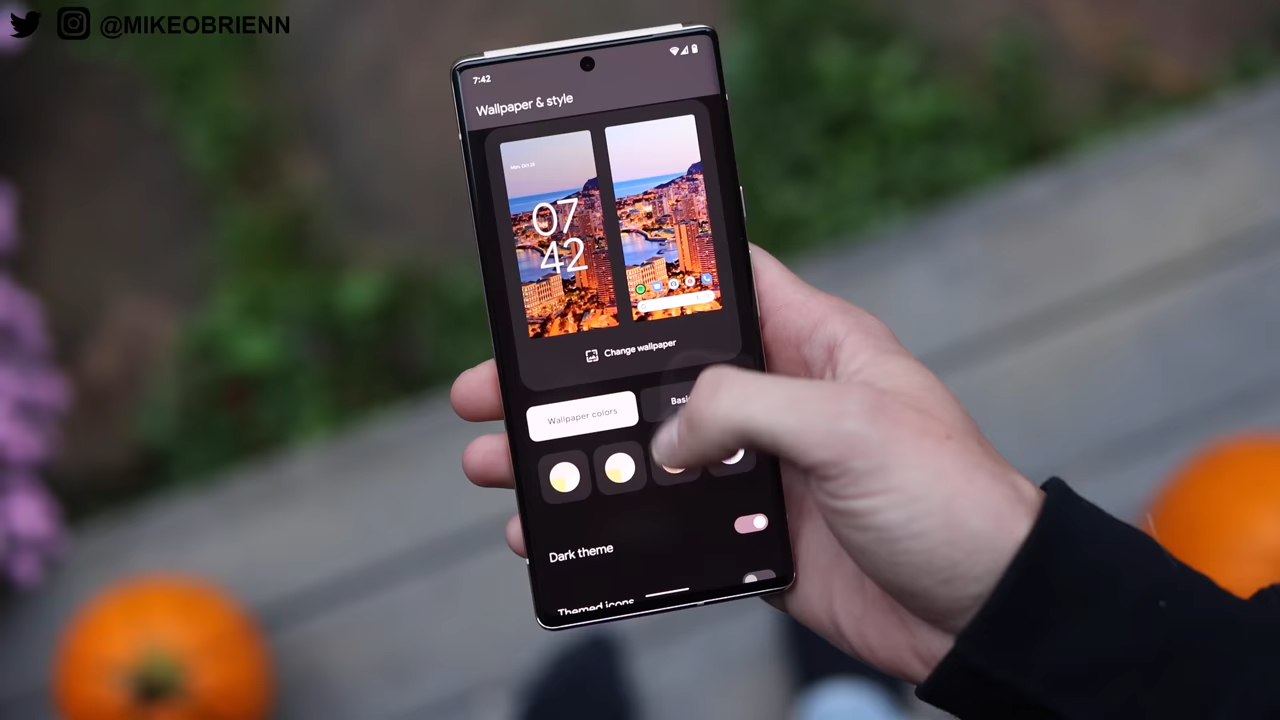 @MIKEOBRIENN
7:42
Wallpaper & style
07
42
Change wallpaper
Wallpaper colors
Dark theme
Themed icons